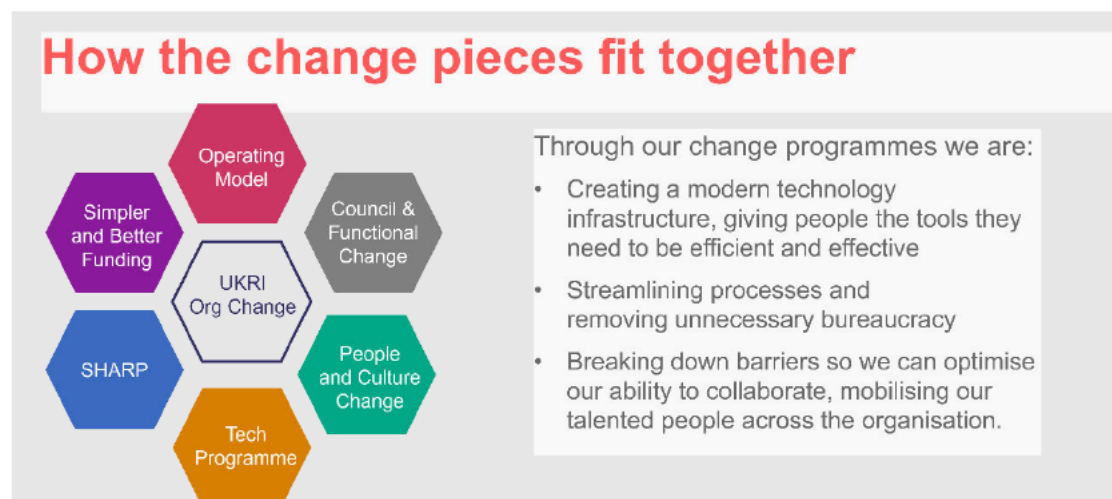 How the change pieces fit together
Operating
Model
Simpler
and Better
Funding
Council &
Functional
Change
UKRI
Org Change
SHARP
People
and Culture
Change
Tech
Programme
Through our change programmes we are:
• Creating a modern technology
infrastructure, giving people the tools they
need to be efficient and effective
• Streamlining processes and
removing unnecessary bureaucracy
• Breaking down barriers so we can optimise
our ability to collaborate, mobilising our
talented people across the organisation.